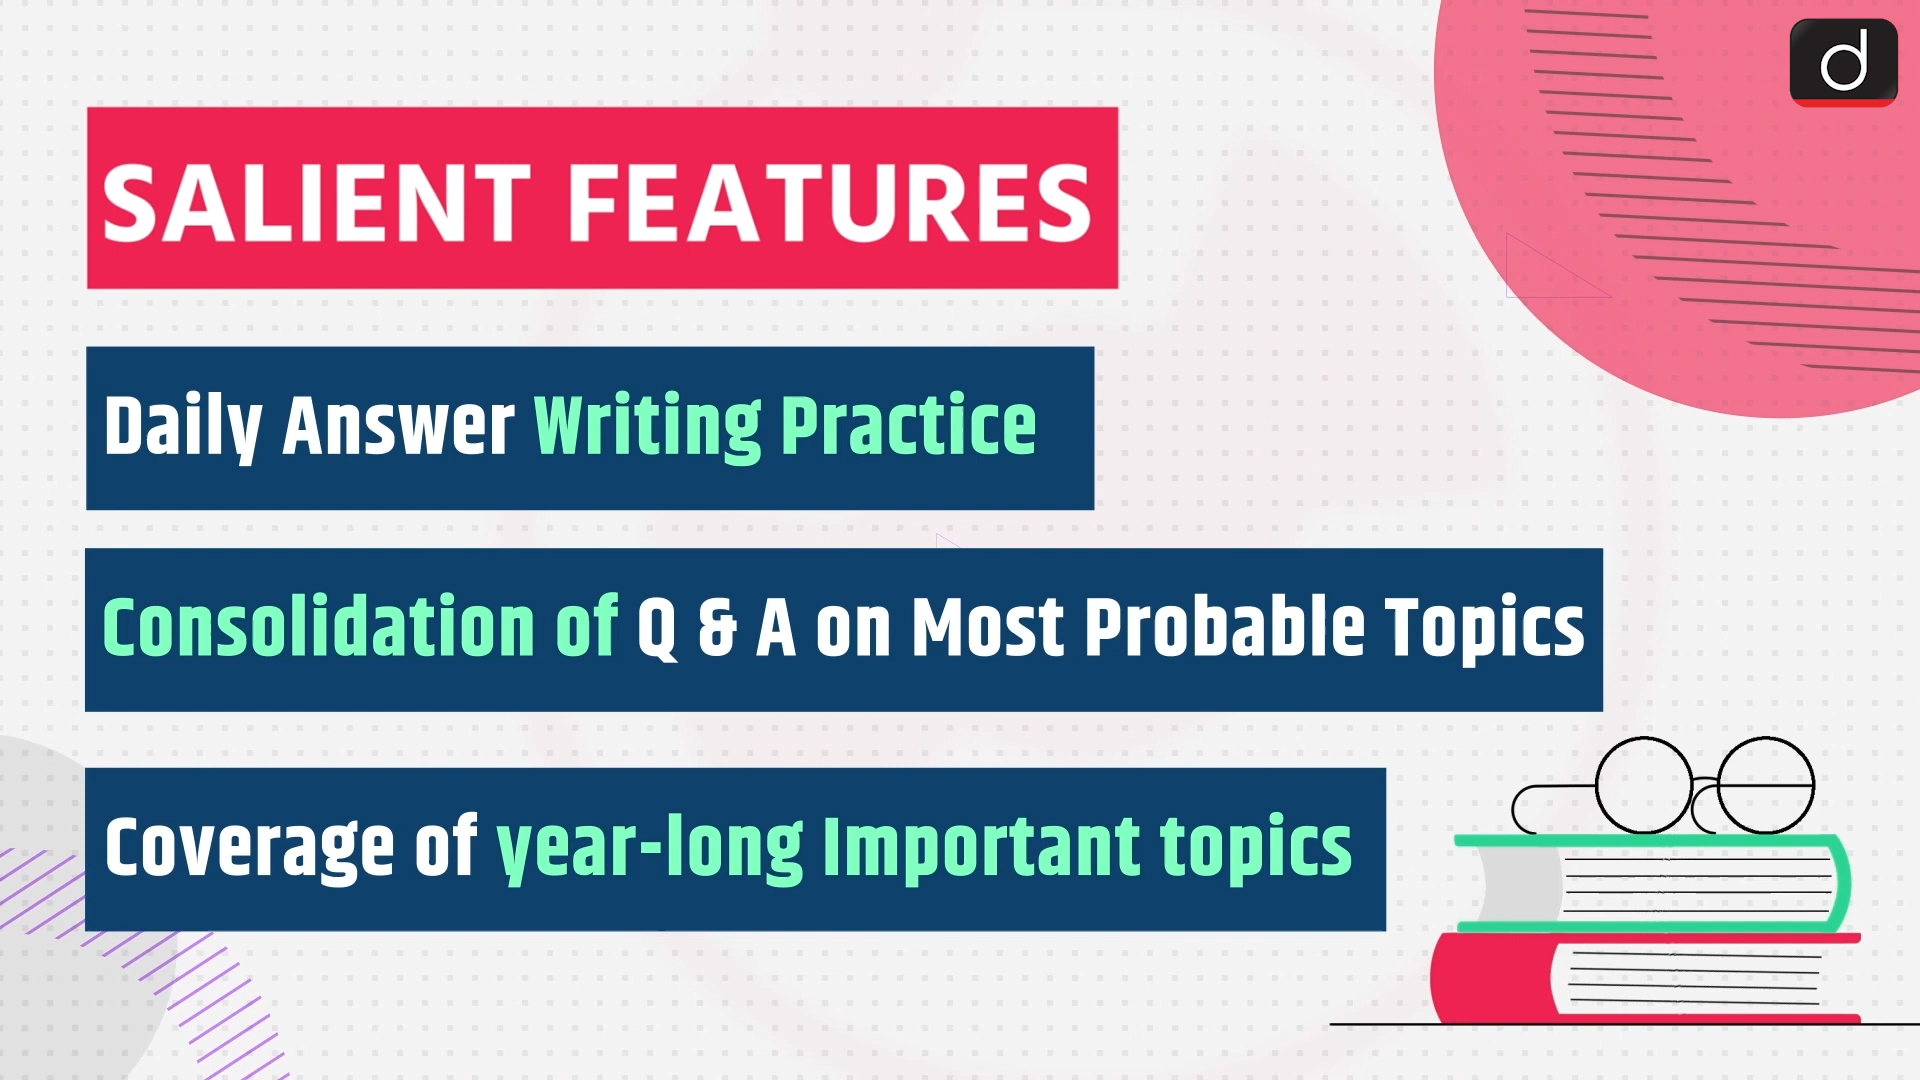 SALIENT FEATURES
Daily Answer Writing Practice
Consolidation of Q & A on Most Probable Topics
Coverage of year-long Important topics
d